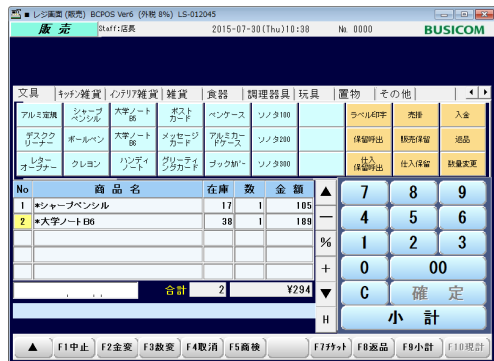 レジ画面 (販売) BCPOS Ver6 (外税 8%) LS-012045
販売 Staff:店長 2015-07-30(Thu)10:38 No 0000 BUSICOM
文具 キッチン雑貨 インテリア雑貨 雑貨 食器 調理器具 玩具 置物 その他
アルミ定規 シャープペンシル 大学ノートB6 ポストカード ペンケース ソノタ100 ラベル印字 売掛 入金
デスククリーナー ボールペン 大学ノートB6 メッセージカード アルミカードケース ソノタ200 保留呼出 販売保留 返品
レターオープナー クレヨン ハンディノート グリーティングカード ブックカバー ソノタ300 仕入保留呼出 仕入保留 数量変更
No 商品名 在庫 数 金額 ▲ 7 8 9
1 *シャープペンシル 17 1 105
2 *大学ノートB6 38 1 189 — 4 5 6
% 1 2 3
+ 0 00
合計 2 ¥294 ▼ C 確定
H 小計
▲ F1中止 F2金変 F3数変 F4取消 F5商検 F7チケット F8返品 F9小計 F10現計